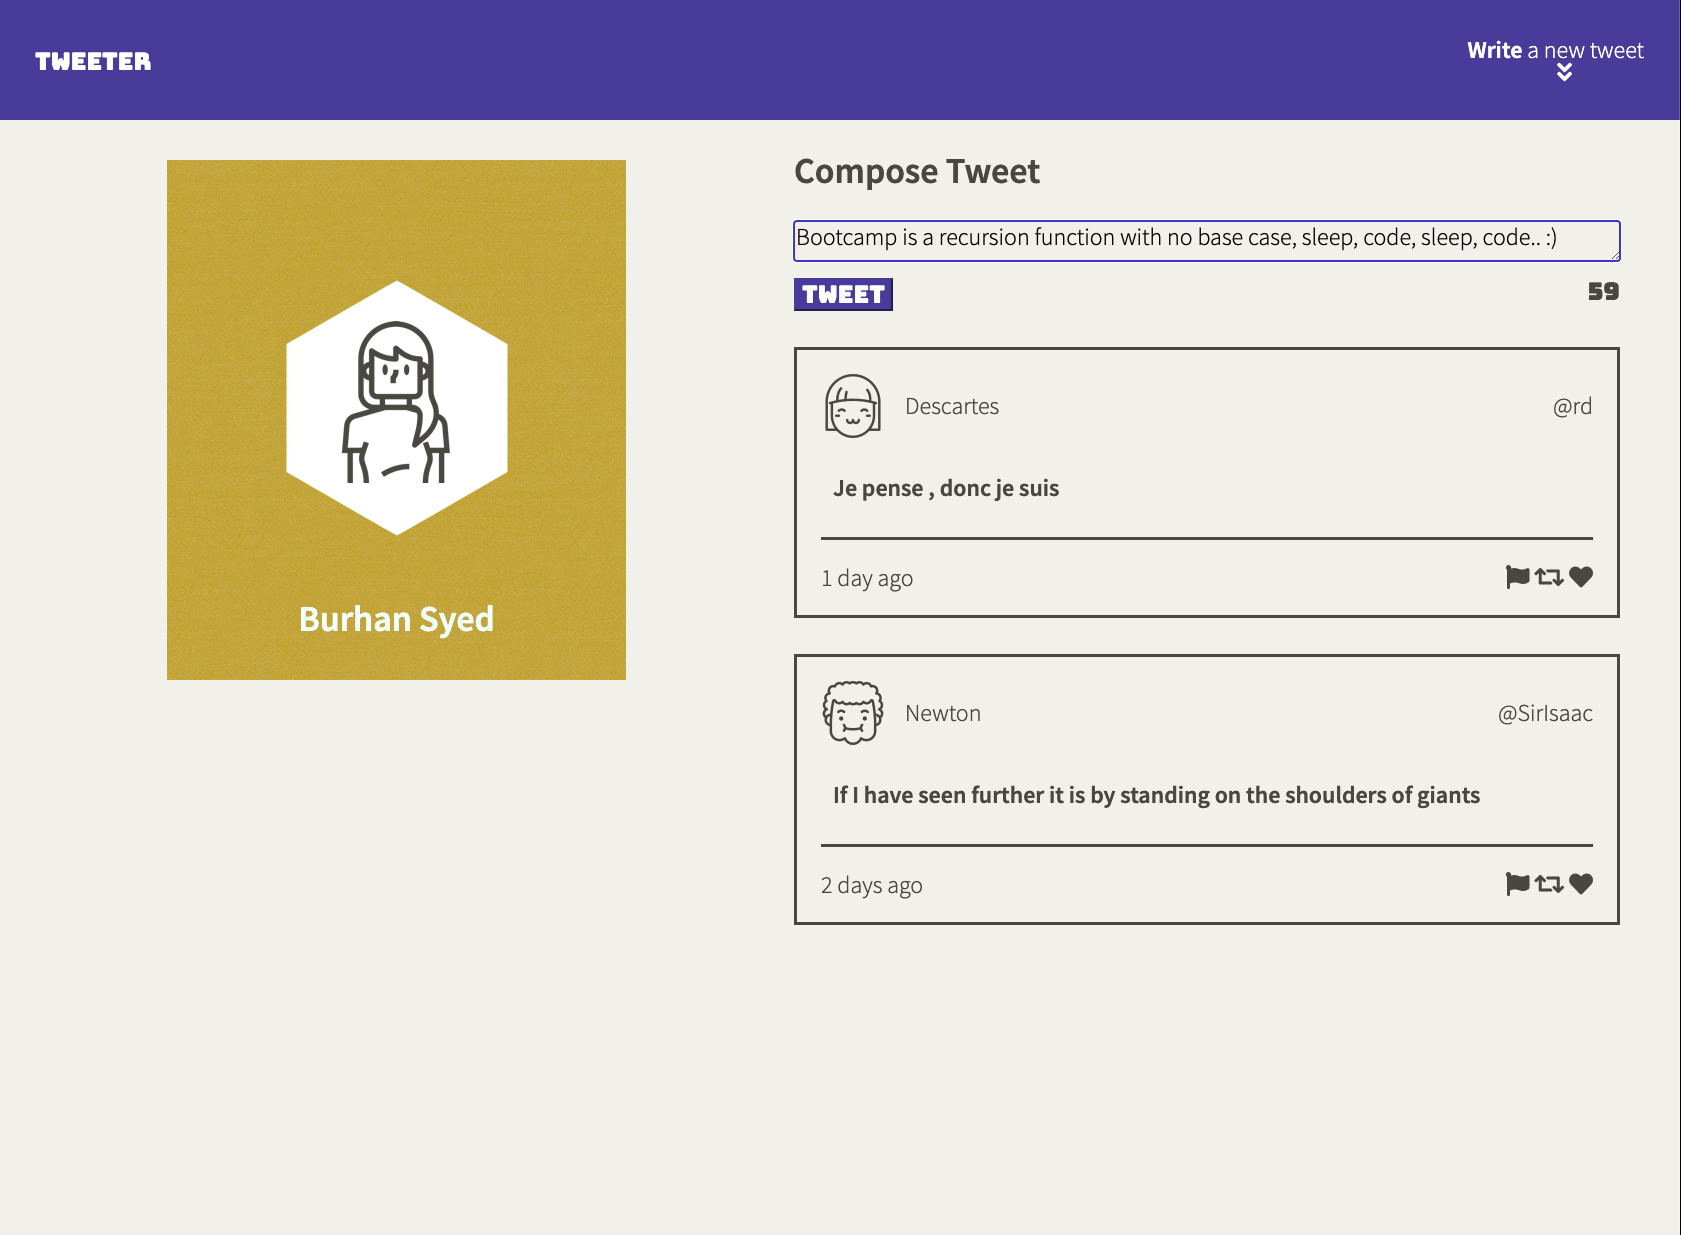 TWEETER
Write a new tweet
Burhan Syed
Compose Tweet
Bootcamp is a recursion function with no base case, sleep, code, sleep, code.. :)
TWEET
59
Descartes
@rd
Je pense , donc je suis
1 day ago
Newton
@SirIsaac
If I have seen further it is by standing on the shoulders of giants
2 days ago